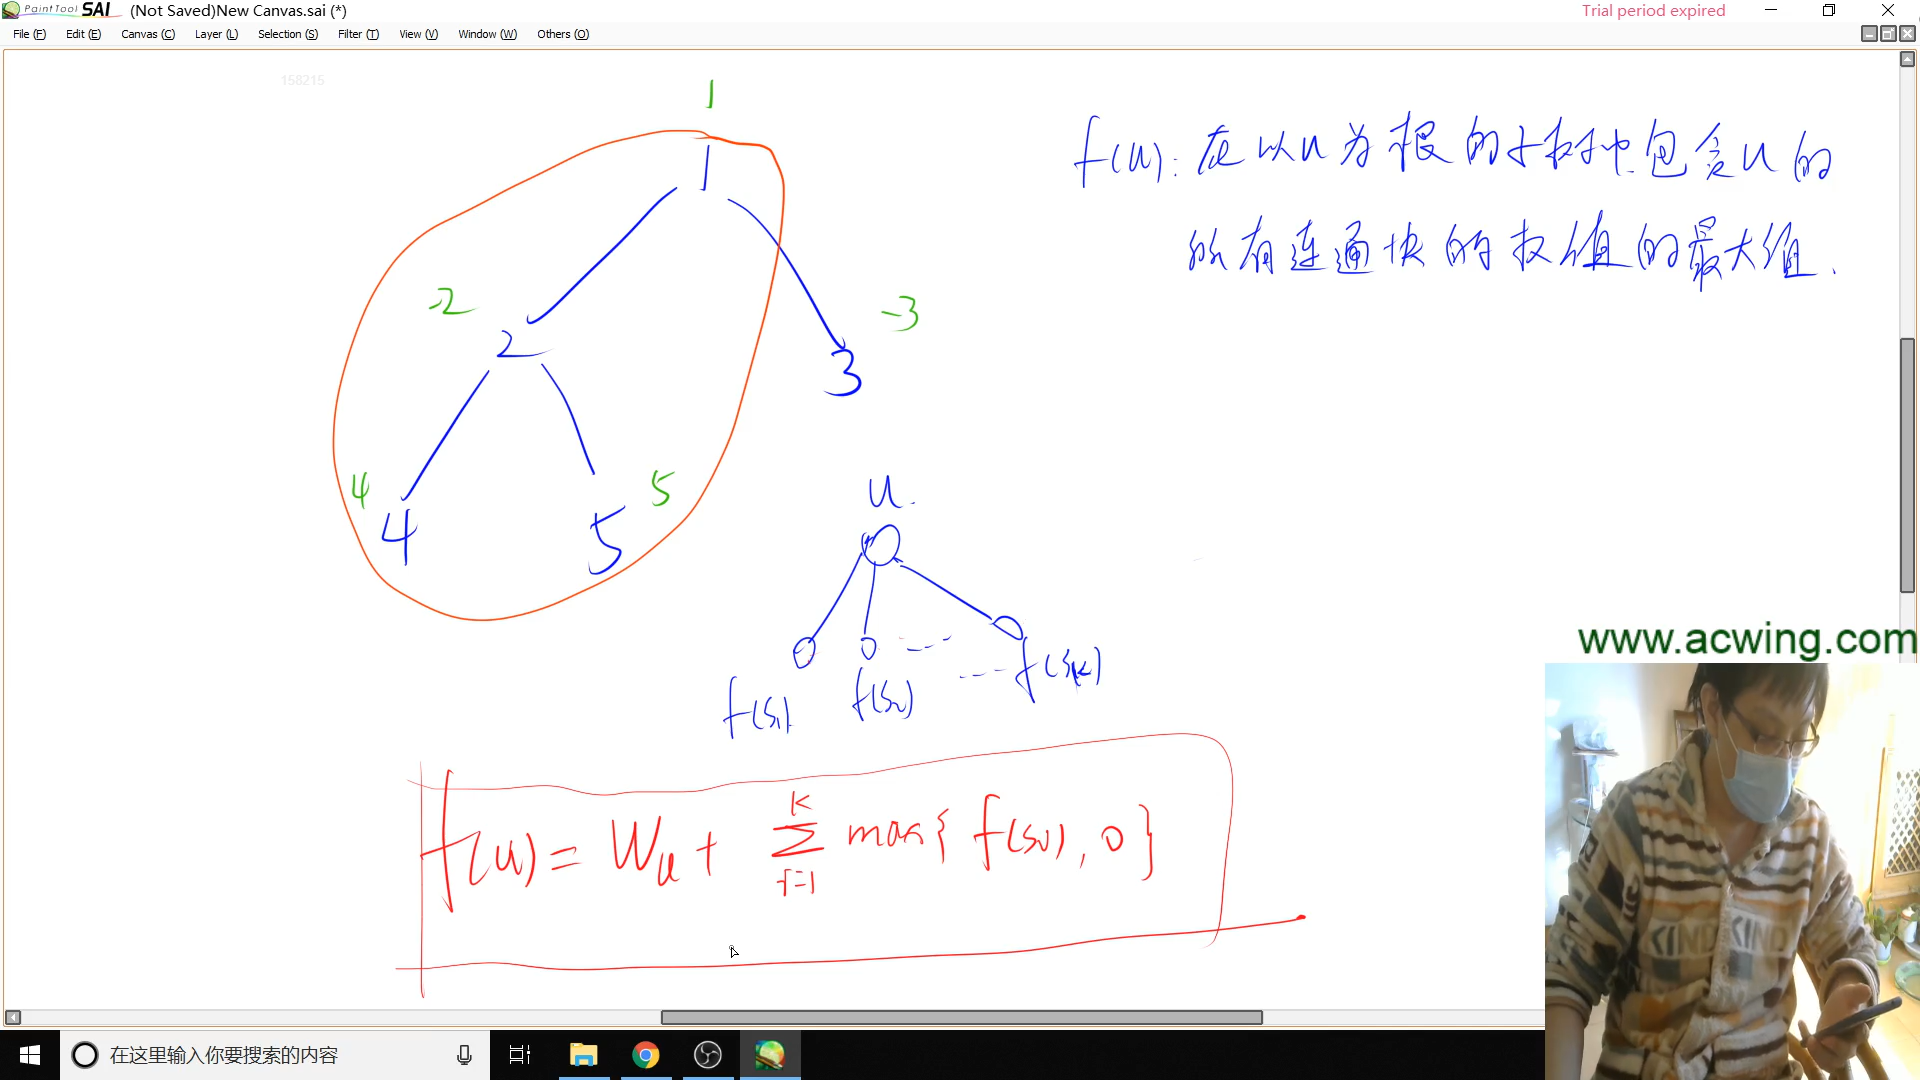 PaintTool SAI (Not Saved)New Canvas.sai (*)
Trial period expired
File (F) Edit (E) Canvas (C) Layer (L) Selection (S) Filter (T) View (V) Window (W) Others (O)
158215
1
1
-2
2
-3
3
4
4
5
5
f(u): 在以u为根的子树中包含u的
所有连通块的权值的最大值.
u
f(S1) f(S2) --- f(Sk)
f(u) = Wu + K ∑ i=1 max{ f(Si), 0 }
www.acwing.com
KIND KIND
在这里输入你要搜索的内容